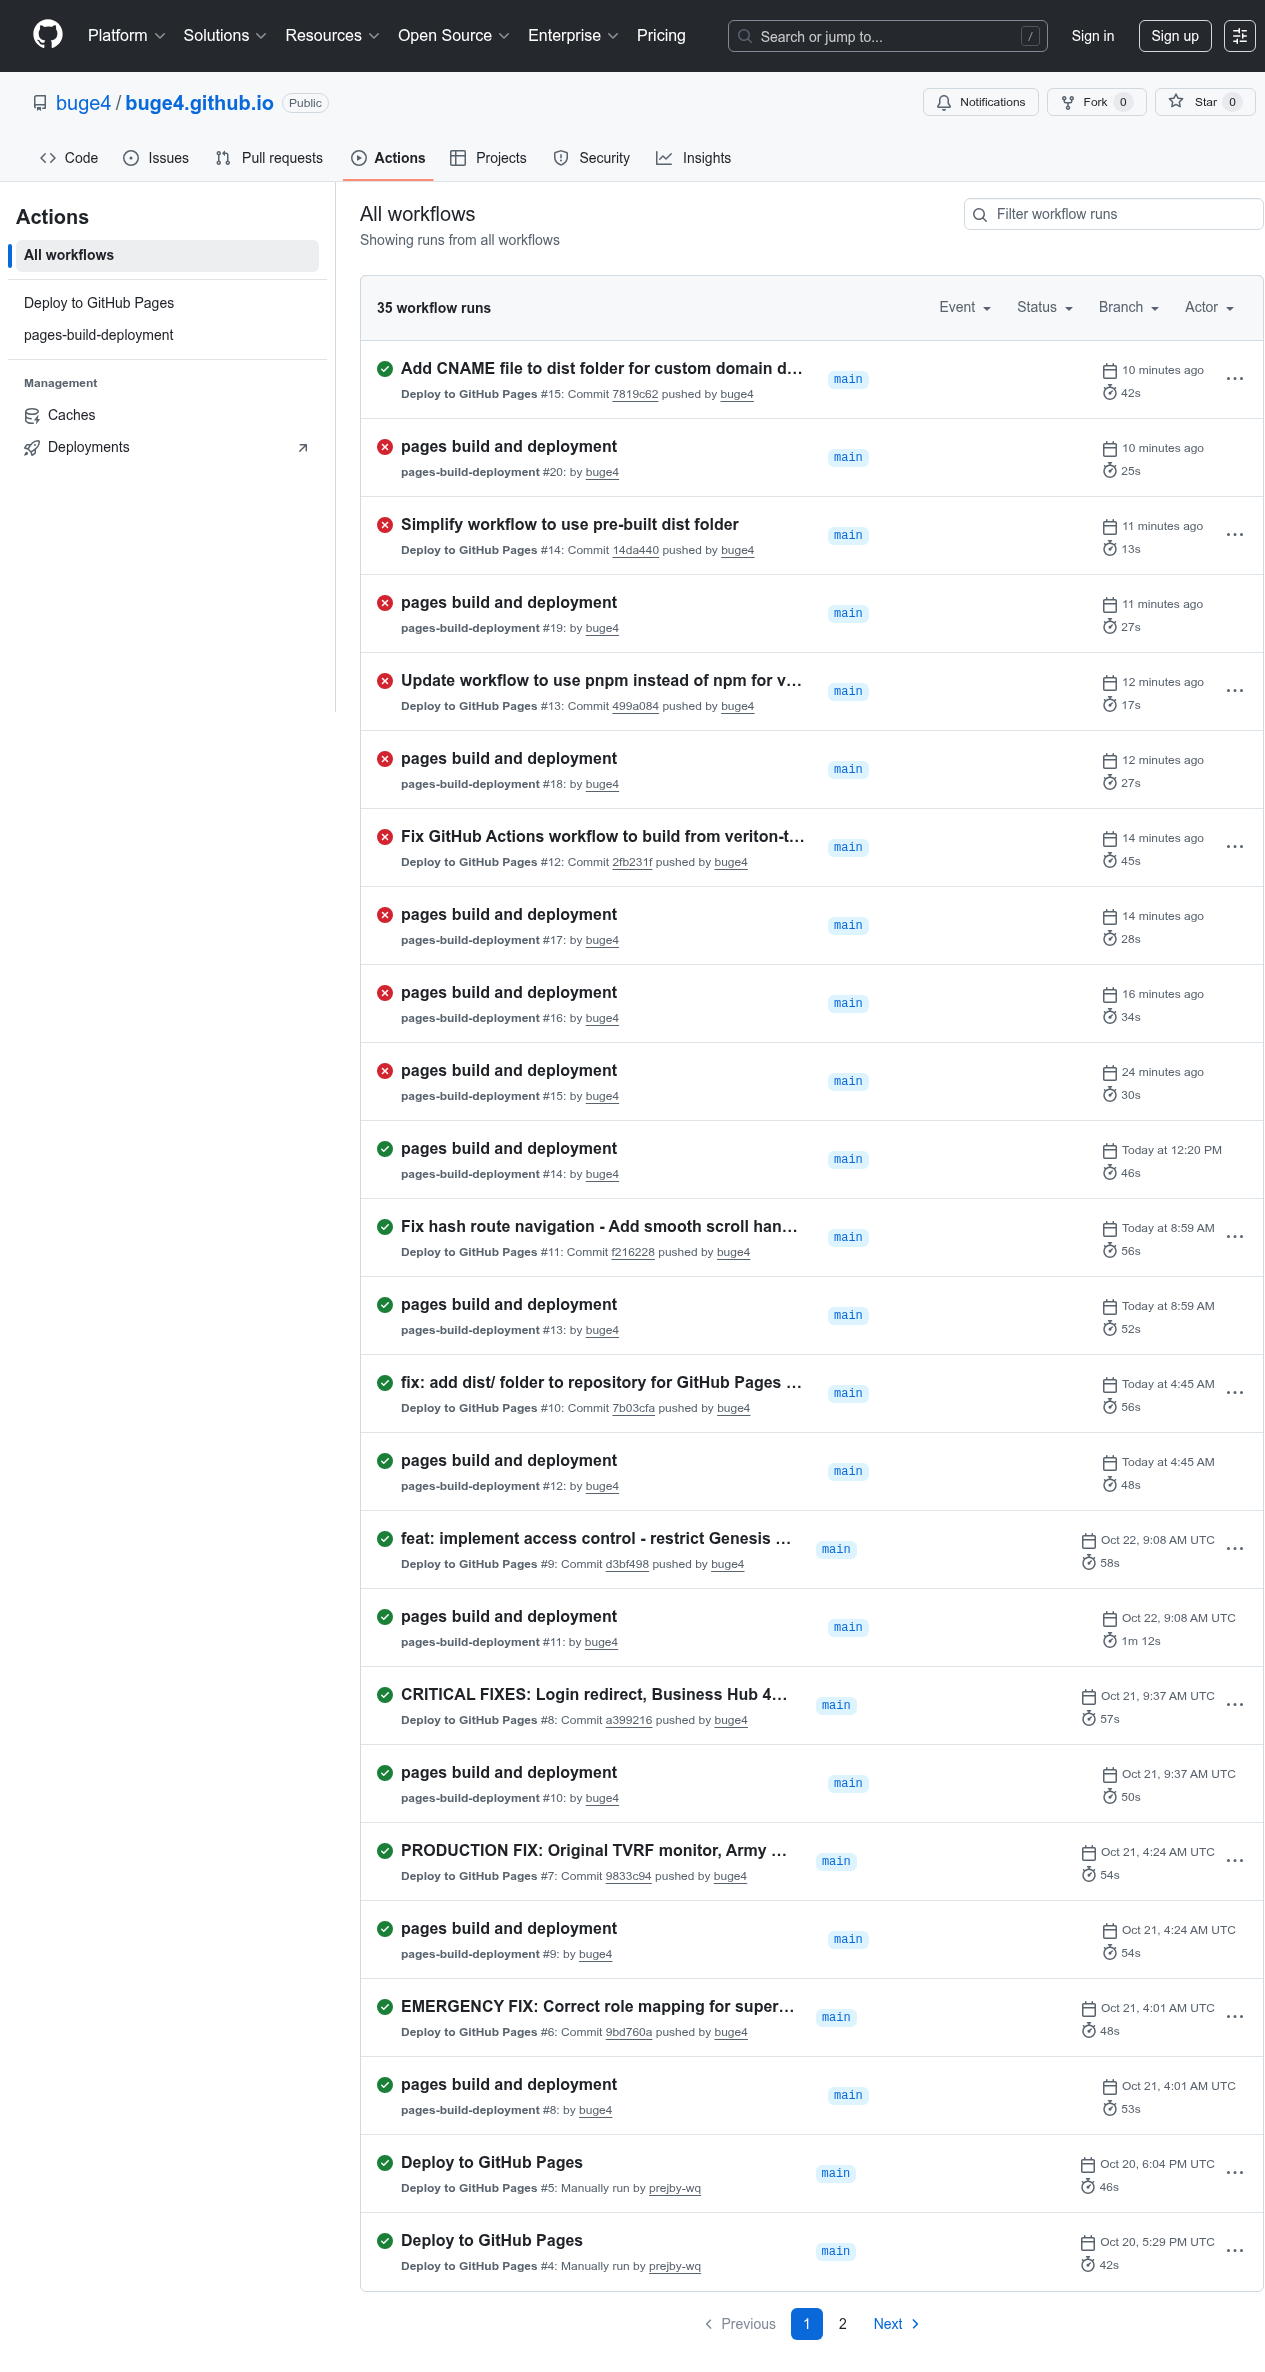 Platform Solutions Resources Open Source Enterprise Pricing Search or jump to... / Sign in Sign up
buge4 / buge4.github.io Public Notifications Fork 0 Star 0
Code Issues Pull requests Actions Projects Security Insights
Actions
All workflows
Deploy to GitHub Pages
pages-build-deployment
Management
Caches
Deployments
All workflows
Showing runs from all workflows
Filter workflow runs
35 workflow runs Event Status Branch Actor
Add CNAME file to dist folder for custom domain d...
Deploy to GitHub Pages #15: Commit 7819c62 pushed by buge4
main
10 minutes ago
42s
pages build and deployment
pages-build-deployment #20: by buge4
main
10 minutes ago
25s
Simplify workflow to use pre-built dist folder
Deploy to GitHub Pages #14: Commit 14da440 pushed by buge4
main
11 minutes ago
13s
pages build and deployment
pages-build-deployment #19: by buge4
main
11 minutes ago
27s
Update workflow to use pnpm instead of npm for v...
Deploy to GitHub Pages #13: Commit 499a084 pushed by buge4
main
12 minutes ago
17s
pages build and deployment
pages-build-deployment #18: by buge4
main
12 minutes ago
27s
Fix GitHub Actions workflow to build from veriton-t...
Deploy to GitHub Pages #12: Commit 2fb231f pushed by buge4
main
14 minutes ago
45s
pages build and deployment
pages-build-deployment #17: by buge4
main
14 minutes ago
28s
pages build and deployment
pages-build-deployment #16: by buge4
main
16 minutes ago
34s
pages build and deployment
pages-build-deployment #15: by buge4
main
24 minutes ago
30s
pages build and deployment
pages-build-deployment #14: by buge4
main
Today at 12:20 PM
46s
Fix hash route navigation - Add smooth scroll han...
Deploy to GitHub Pages #11: Commit f216228 pushed by buge4
main
Today at 8:59 AM
56s
pages build and deployment
pages-build-deployment #13: by buge4
main
Today at 8:59 AM
52s
fix: add dist/ folder to repository for GitHub Pages ...
Deploy to GitHub Pages #10: Commit 7b03cfa pushed by buge4
main
Today at 4:45 AM
56s
pages build and deployment
pages-build-deployment #12: by buge4
main
Today at 4:45 AM
48s
feat: implement access control - restrict Genesis ...
Deploy to GitHub Pages #9: Commit d3bf498 pushed by buge4
main
Oct 22, 9:08 AM UTC
58s
pages build and deployment
pages-build-deployment #11: by buge4
main
Oct 22, 9:08 AM UTC
1m 12s
CRITICAL FIXES: Login redirect, Business Hub 4...
Deploy to GitHub Pages #8: Commit a399216 pushed by buge4
main
Oct 21, 9:37 AM UTC
57s
pages build and deployment
pages-build-deployment #10: by buge4
main
Oct 21, 9:37 AM UTC
50s
PRODUCTION FIX: Original TVRF monitor, Army ...
Deploy to GitHub Pages #7: Commit 9833c94 pushed by buge4
main
Oct 21, 4:24 AM UTC
54s
pages build and deployment
pages-build-deployment #9: by buge4
main
Oct 21, 4:24 AM UTC
54s
EMERGENCY FIX: Correct role mapping for super...
Deploy to GitHub Pages #6: Commit 9bd760a pushed by buge4
main
Oct 21, 4:01 AM UTC
48s
pages build and deployment
pages-build-deployment #8: by buge4
main
Oct 21, 4:01 AM UTC
53s
Deploy to GitHub Pages
Deploy to GitHub Pages #5: Manually run by prejby-wq
main
Oct 20, 6:04 PM UTC
46s
Deploy to GitHub Pages
Deploy to GitHub Pages #4: Manually run by prejby-wq
main
Oct 20, 5:29 PM UTC
42s
Previous 1 2 Next